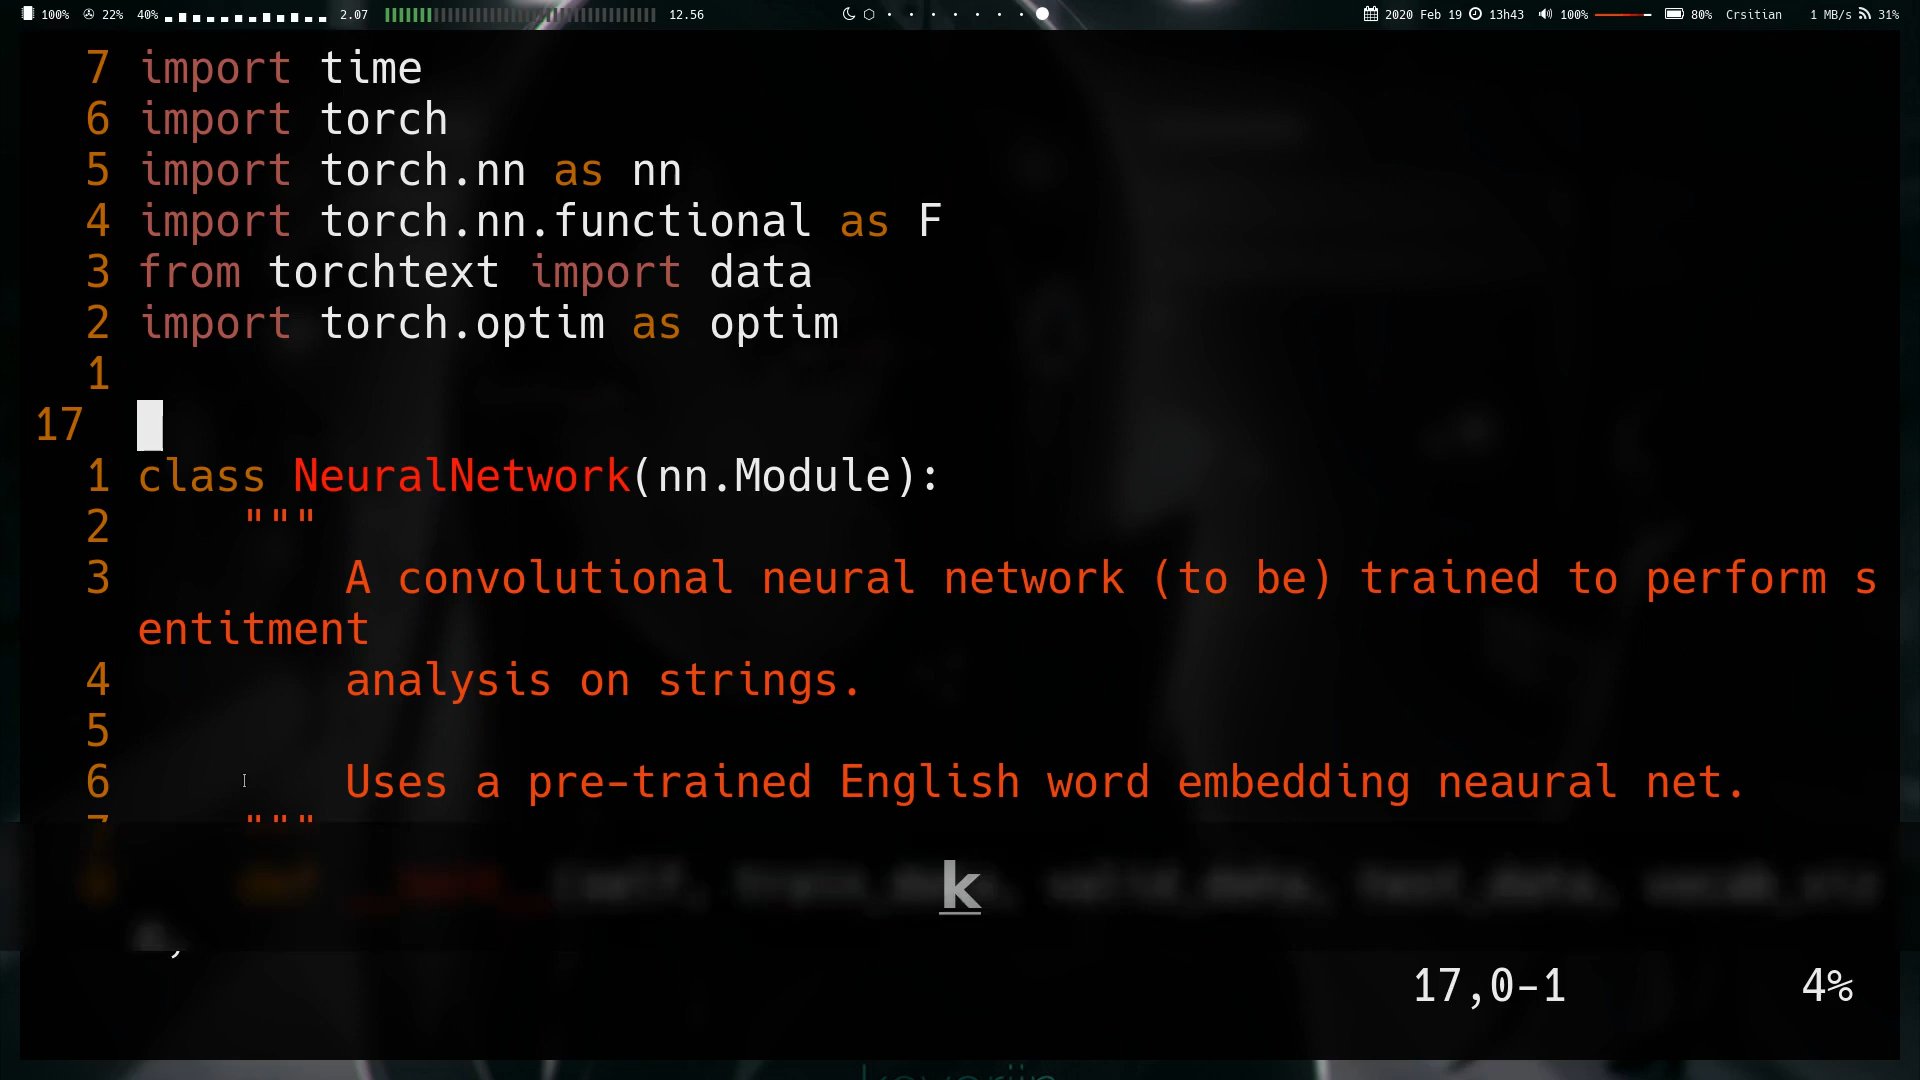 100% 22% 40% 2.07 12.56 2020 Feb 19 13h43 100% 80% Crsitian 1 MB/s 31%
7 import time
6 import torch
5 import torch.nn as nn
4 import torch.nn.functional as F
3 from torchtext import data
2 import torch.optim as optim
1
17
1 class NeuralNetwork(nn.Module):
2 """
3 A convolutional neural network (to be) trained to perform s
entitment
4 analysis on strings.
5
6 Uses a pre-trained English word embedding neaural net.
7 """
k
17,0-1 4%